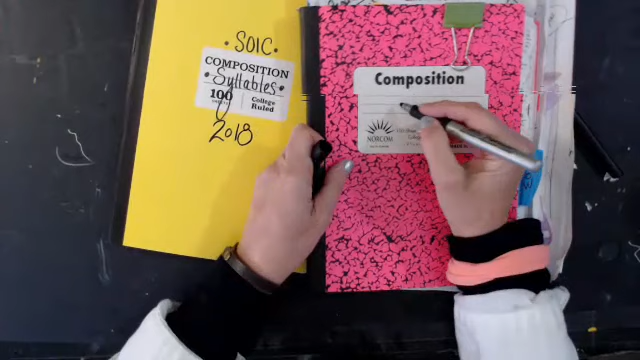 SOIC
COMPOSITION
Syllables
100
College
Ruled
2018
Composition
NORCOM